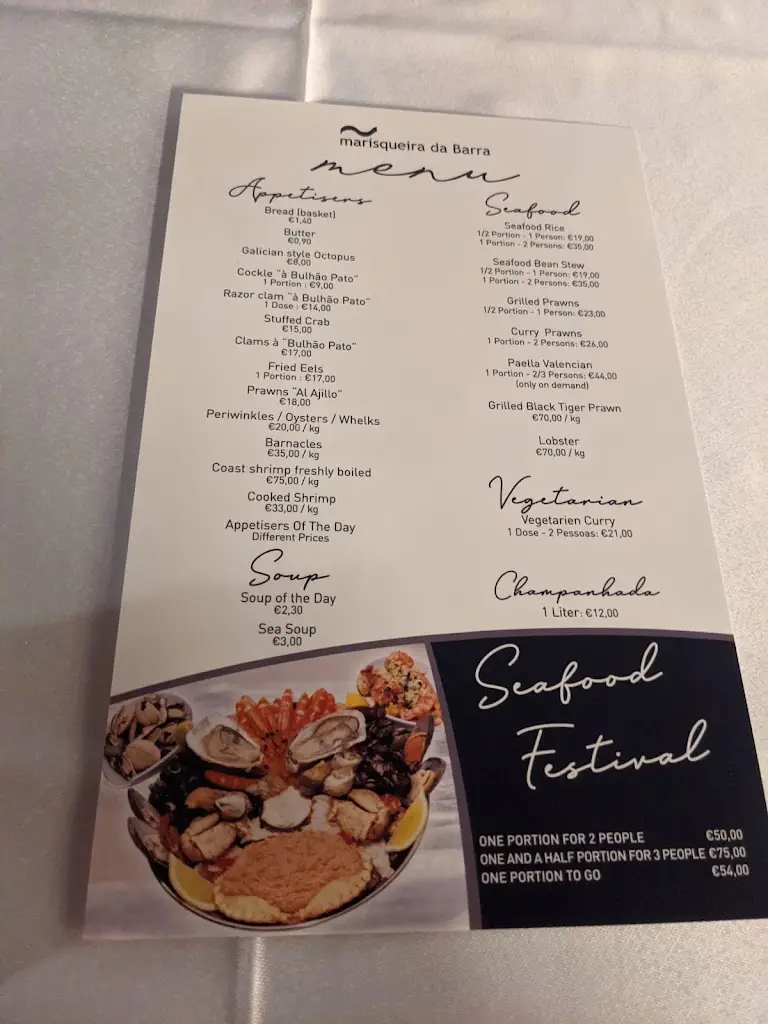 marisqueira da Barra
menu
Appetisers
Bread (basket)
€1,40
Butter
€0,90
Galician style Octopus
€8,00
Cockle "à Bulhão Pato"
1 Portion : €9,00
Razor clam "à Bulhão Pato"
1 Dose : €14,00
Stuffed Crab
€15,00
Clams à "Bulhão Pato"
€17,00
Fried Eels
1 Portion : €17,00
Prawns "Al Ajillo"
€18,00
Periwinkles / Oysters / Whelks
€20,00 / kg
Barnacles
€35,00 / kg
Coast shrimp freshly boiled
€75,00 / kg
Cooked Shrimp
€33,00 / kg
Appetisers Of The Day
Different Prices
Soup
Soup of the Day
€2,30
Sea Soup
€3,00
Seafood
Seafood Rice
1/2 Portion - 1 Person: €19,00
1 Portion - 2 Persons: €35,00
Seafood Bean Stew
1/2 Portion - 1 Person: €19,00
1 Portion - 2 Persons: €35,00
Grilled Prawns
1/2 Portion - 1 Person: €23,00
Curry Prawns
1 Portion - 2 Persons: €26,00
Paella Valencian
1 Portion - 2/3 Persons: €44,00
(only on demand)
Grilled Black Tiger Prawn
€70,00 / kg
Lobster
€70,00 / kg
Vegetarian
Vegetarien Curry
1 Dose - 2 Pessoas: €21,00
Champanhada
1 Liter: €12,00
Seafood
Festival
ONE PORTION FOR 2 PEOPLE €50,00
ONE AND A HALF PORTION FOR 3 PEOPLE €75,00
ONE PORTION TO GO €54,00